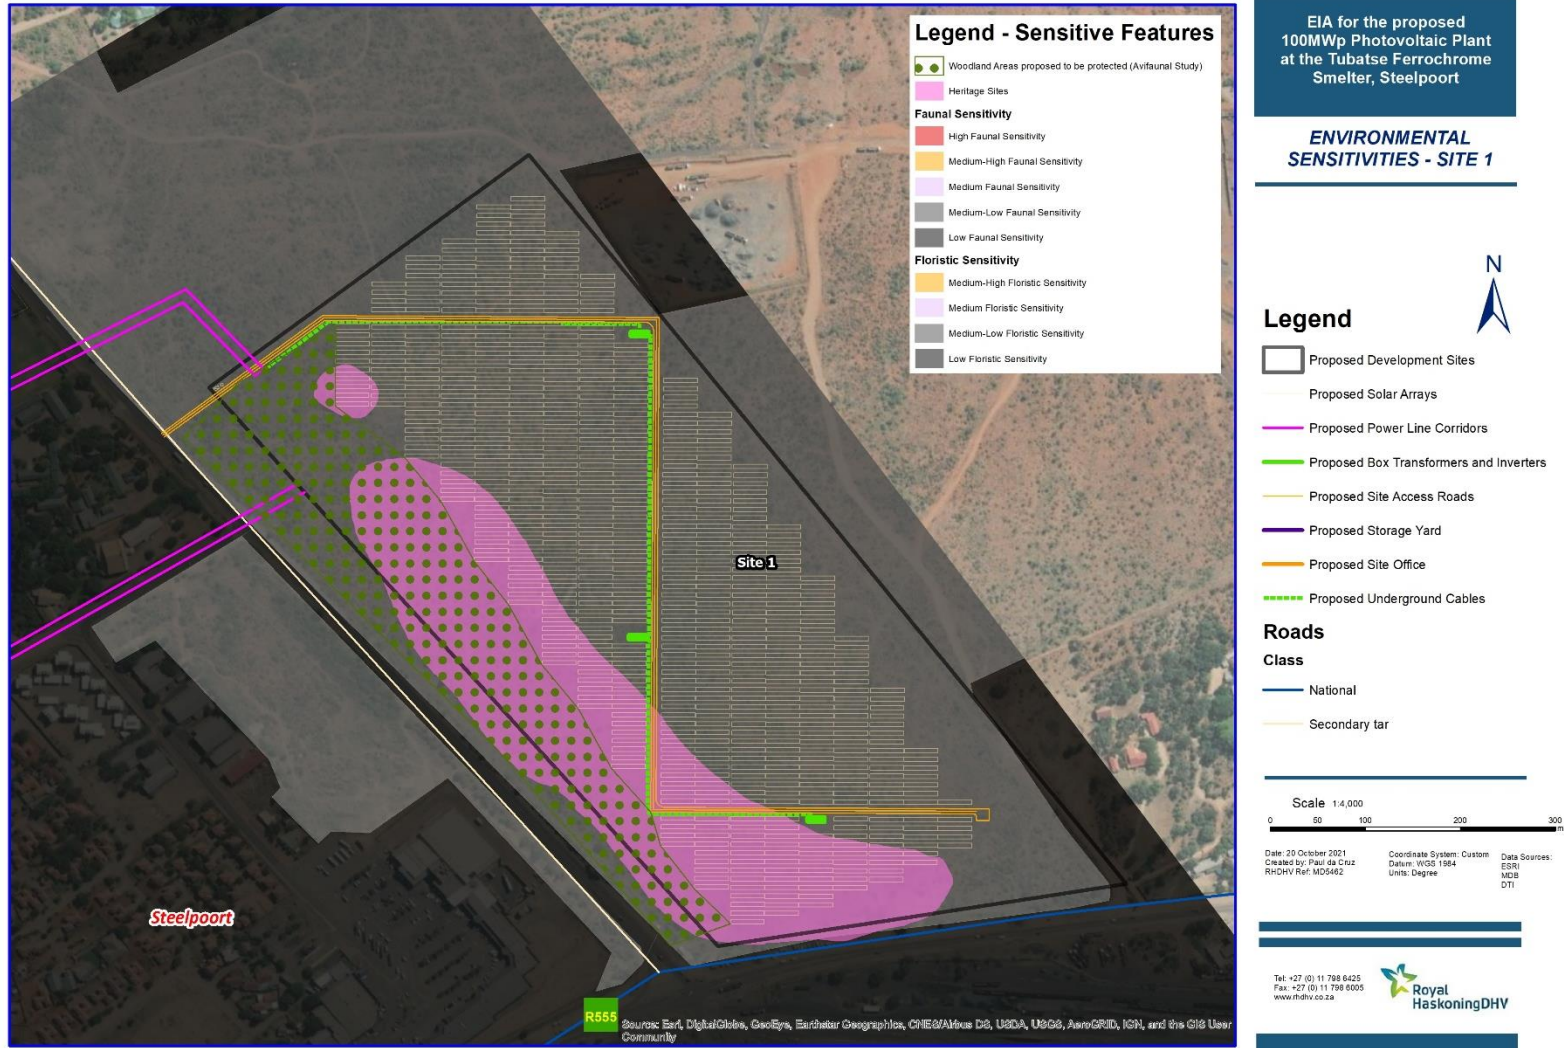 Legend - Sensitive Features
Woodland Areas proposed to be protected (Avifaunal Study)
Heritage Sites
Faunal Sensitivity
High Faunal Sensitivity
Medium-High Faunal Sensitivity
Medium Faunal Sensitivity
Medium-Low Faunal Sensitivity
Low Faunal Sensitivity
Floristic Sensitivity
Medium-High Floristic Sensitivity
Medium Floristic Sensitivity
Medium-Low Floristic Sensitivity
Low Floristic Sensitivity
Site 1
Steelpoort
R555
Source: Esri, DigitalGlobe, GeoEye, Earthstar Geographics, CNES/Airbus DS, USDA, USGS, AeroGRID, IGN, and the GIS User
Community
EIA for the proposed
100MWp Photovoltaic Plant
at the Tubatse Ferrochrome
Smelter, Steelpoort
ENVIRONMENTAL
SENSITIVITIES - SITE 1
N
Legend
Proposed Development Sites
Proposed Solar Arrays
Proposed Power Line Corridors
Proposed Box Transformers and Inverters
Proposed Site Access Roads
Proposed Storage Yard
Proposed Site Office
Proposed Underground Cables
Roads
Class
National
Secondary tar
Scale 1:4,000
0 50 100 200 300
m
Date: 20 October 2021
Created by: Paul da Cruz
RHDHV Ref: MD5462
Coordinate System: Custom
Datum: WGS 1984
Units: Degree
Data Sources:
ESRI
MDB
DTI
Tel: +27 (0) 11 798 6425
Fax: +27 (0) 11 798 6005
www.rhdhv.co.za
Royal
HaskoningDHV